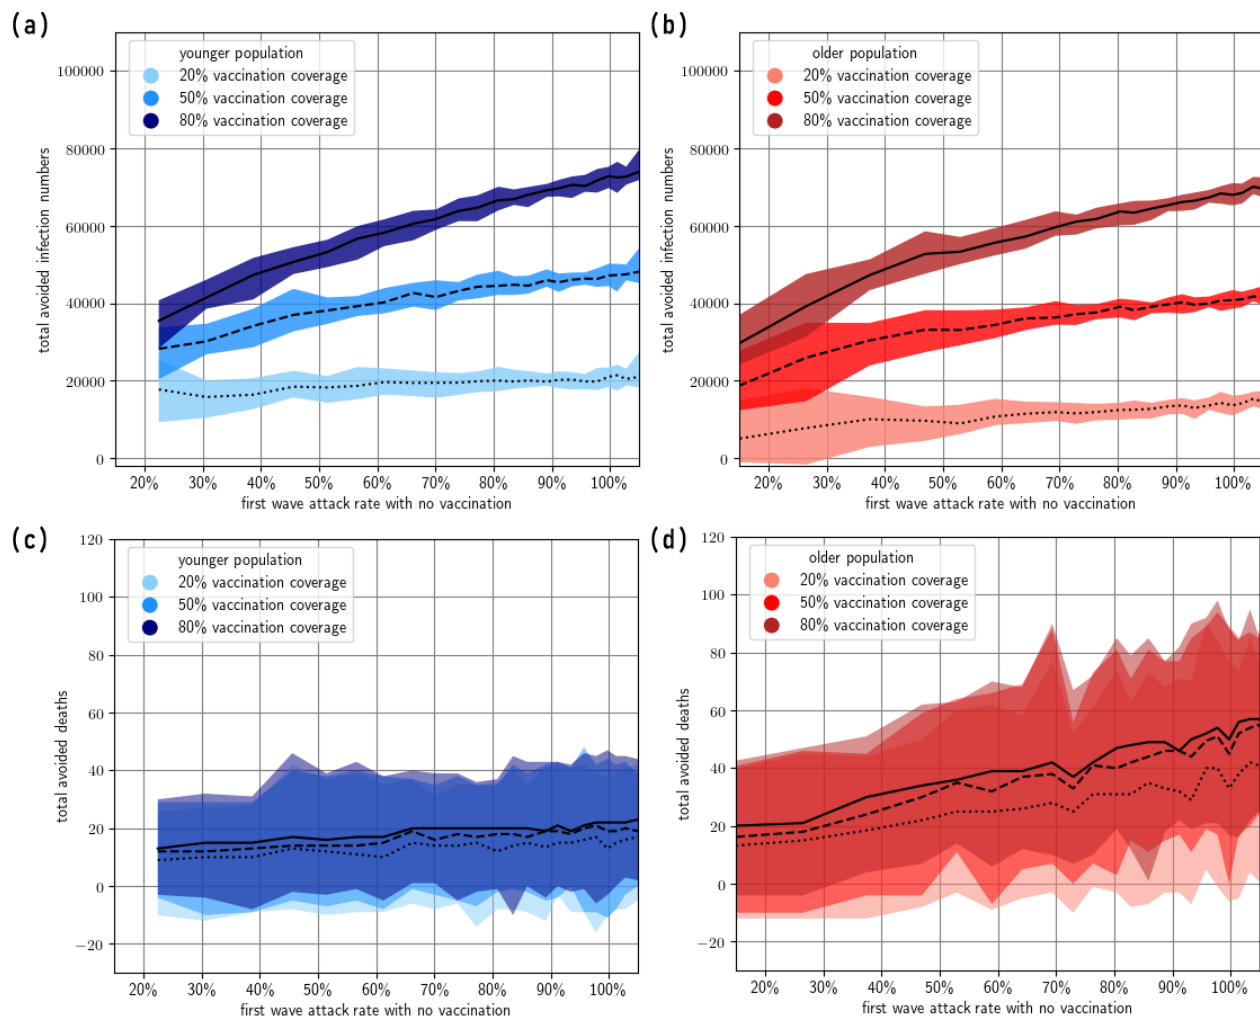 (a)
younger population
20% vaccination coverage
50% vaccination coverage
80% vaccination coverage
100000
80000
60000
40000
20000
0
total avoided infection numbers
20% 30% 40% 50% 60% 70% 80% 90% 100%
first wave attack rate with no vaccination
(b)
older population
20% vaccination coverage
50% vaccination coverage
80% vaccination coverage
100000
80000
60000
40000
20000
0
total avoided infection numbers
20% 30% 40% 50% 60% 70% 80% 90% 100%
first wave attack rate with no vaccination
(c)
younger population
20% vaccination coverage
50% vaccination coverage
80% vaccination coverage
120
100
80
60
40
20
0
−20
total avoided deaths
20% 30% 40% 50% 60% 70% 80% 90% 100%
first wave attack rate with no vaccination
(d)
older population
20% vaccination coverage
50% vaccination coverage
80% vaccination coverage
120
100
80
60
40
20
0
−20
total avoided deaths
20% 30% 40% 50% 60% 70% 80% 90% 100%
first wave attack rate with no vaccination